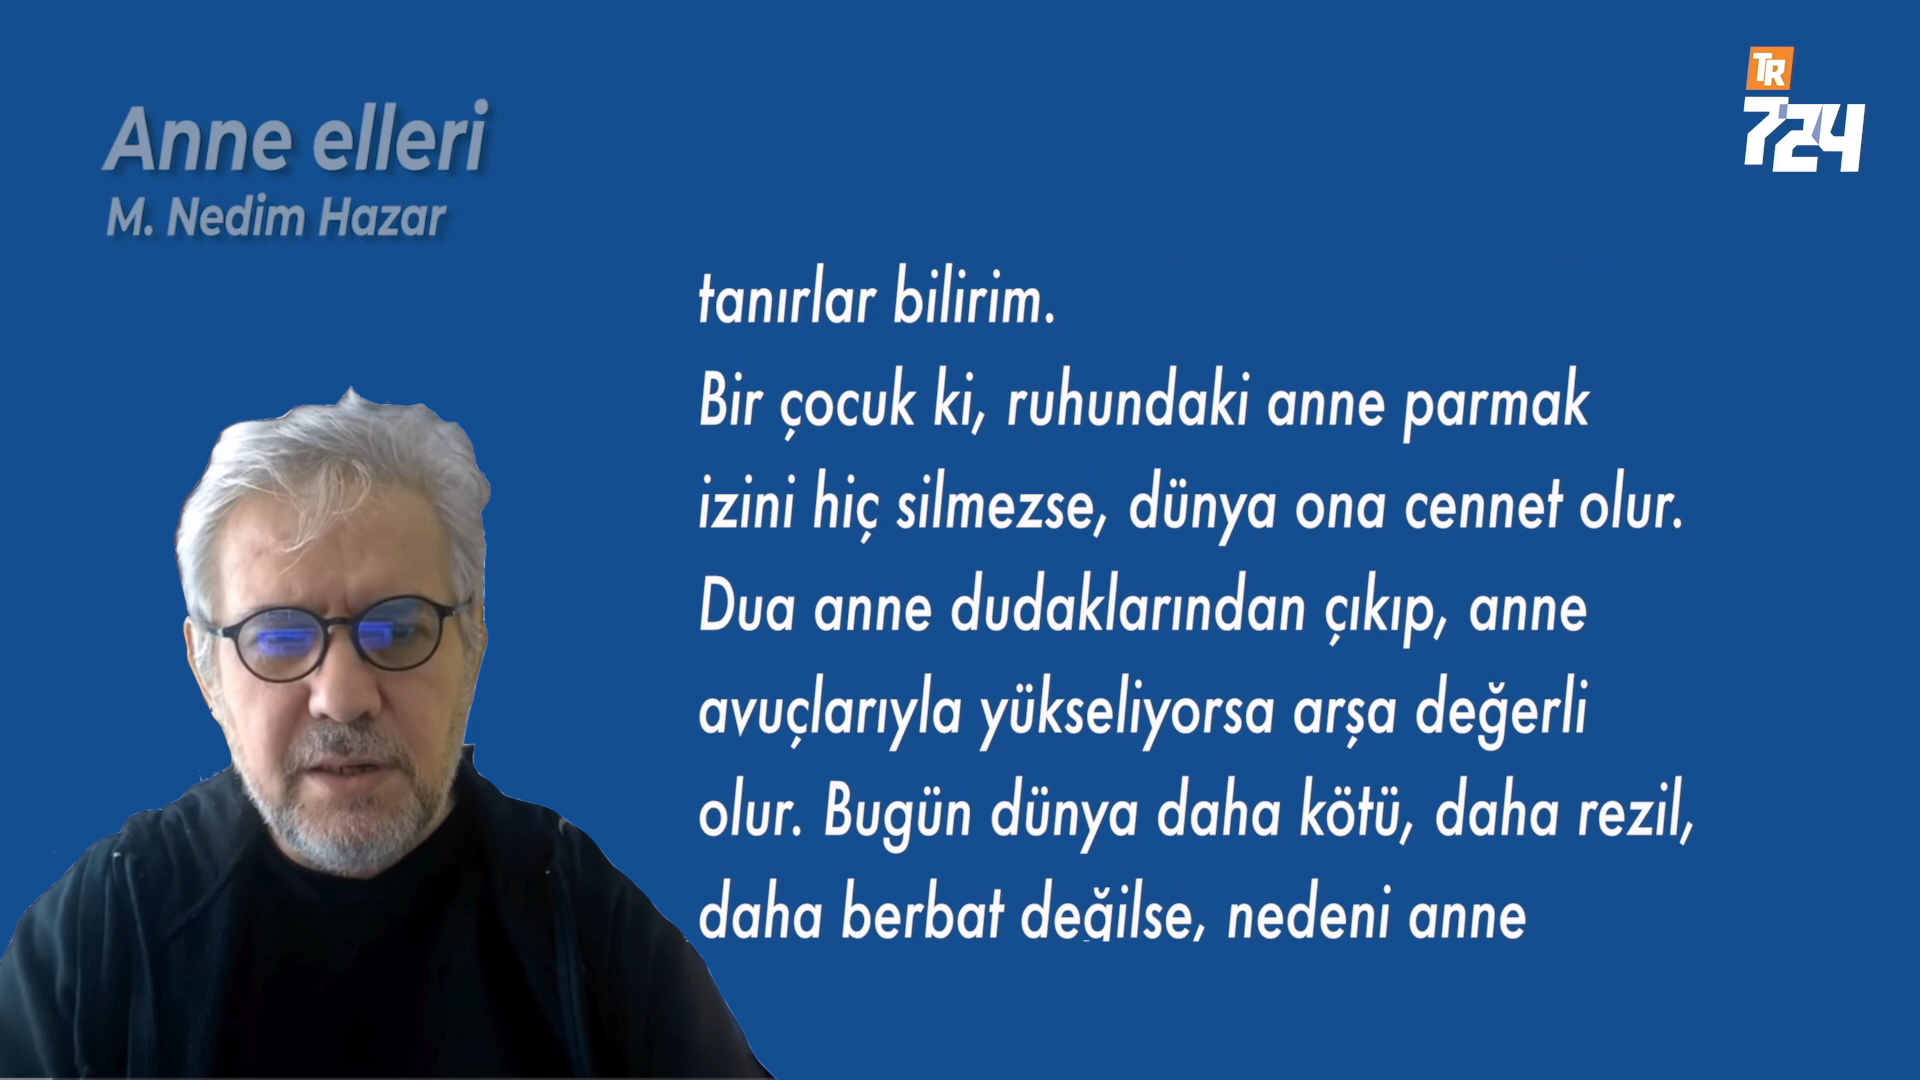 Anne elleri
M. Nedim Hazar
TR
724
tanırlar bilirim.
Bir çocuk ki, ruhundaki anne parmak
izini hiç silmezse, dünya ona cennet olur.
Dua anne dudaklarından çıkıp, anne
avuçlarıyla yükseliyorsa arşa değerli
olur. Bugün dünya daha kötü, daha rezil,
daha berbat değilse, nedeni anne